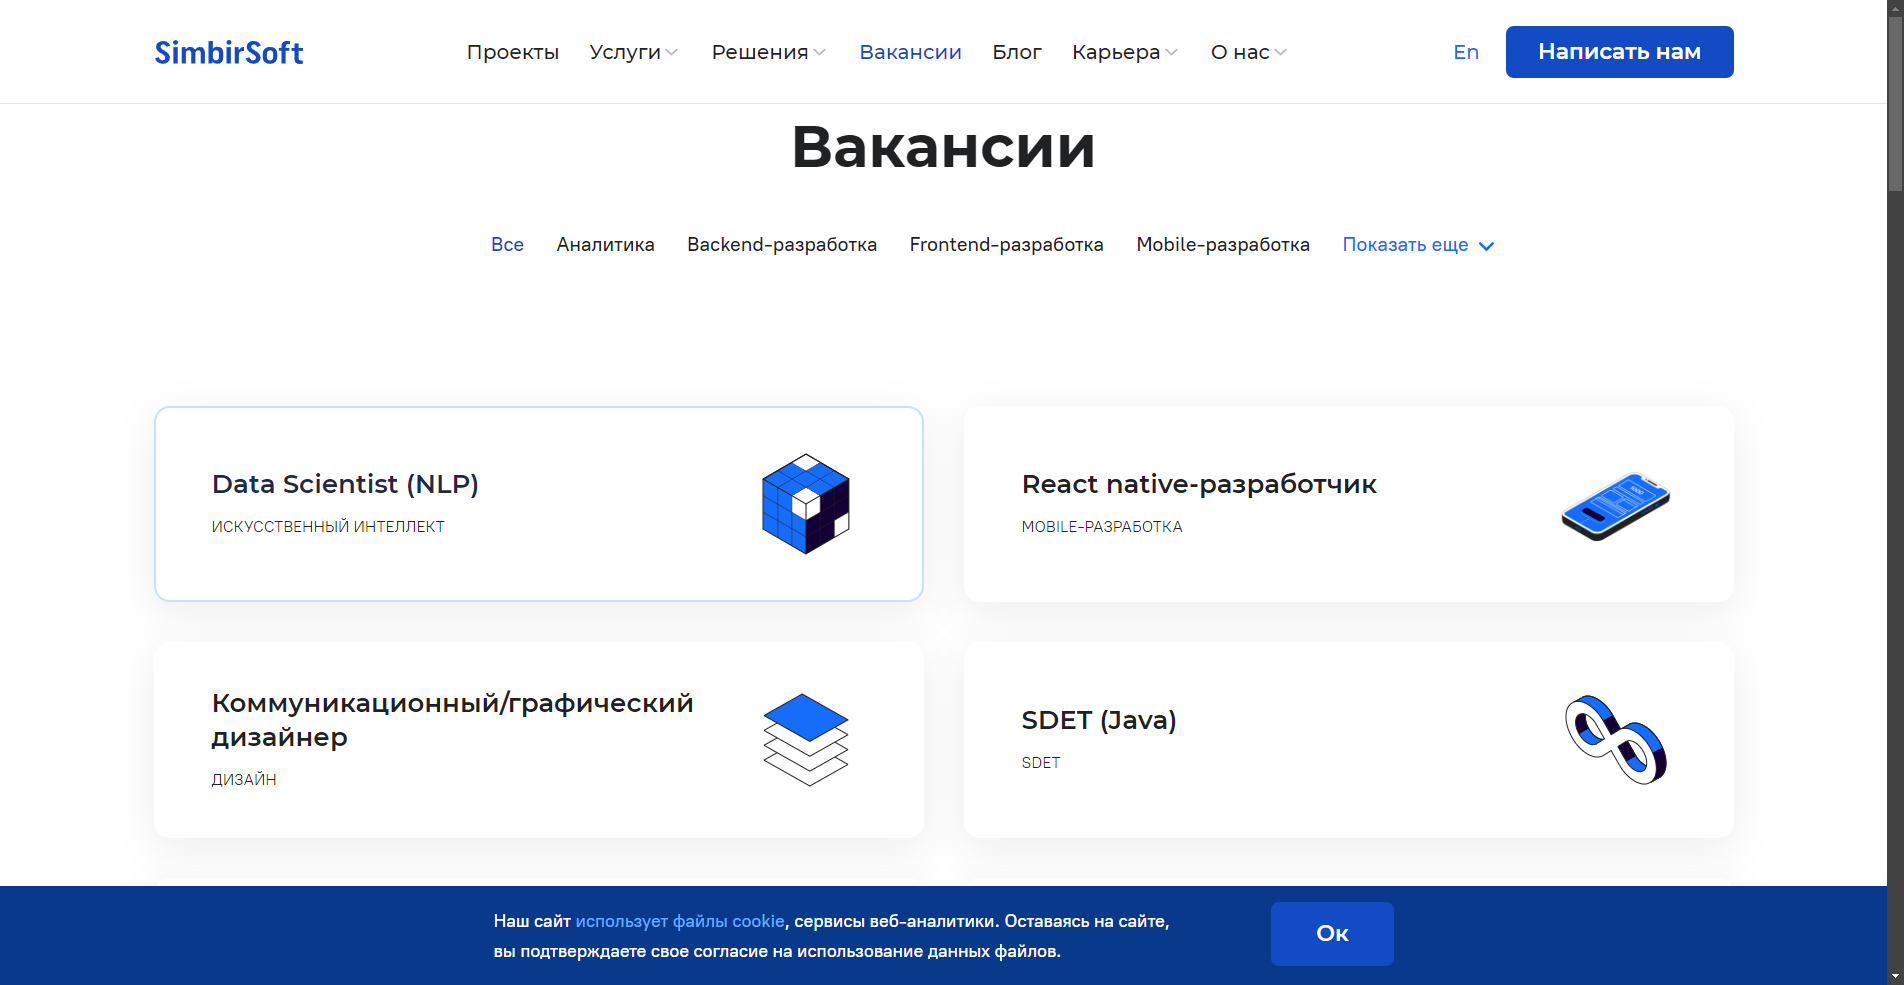 SimbirSoft
Проекты Услуги Решения Вакансии Блог Карьера О нас En Написать нам
Вакансии
Все Аналитика Backend-разработка Frontend-разработка Mobile-разработка Показать еще
Data Scientist (NLP)
ИСКУССТВЕННЫЙ ИНТЕЛЛЕКТ
React native-разработчик
MOBILE-РАЗРАБОТКА
Коммуникационный/графический
дизайнер
ДИЗАЙН
SDET (Java)
SDET
Наш сайт использует файлы cookie, сервисы веб-аналитики. Оставаясь на сайте,
вы подтверждаете свое согласие на использование данных файлов.
Ок